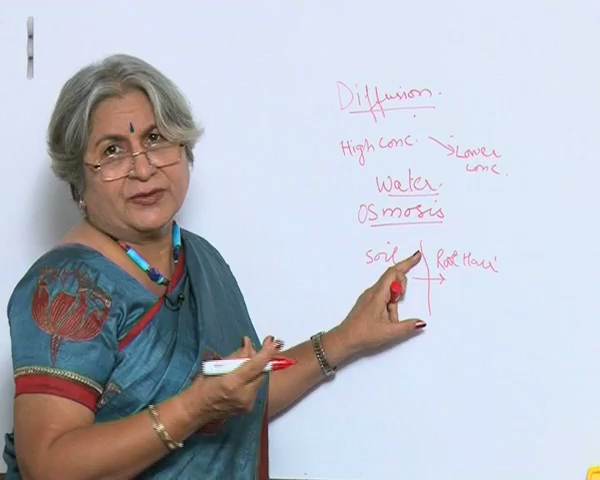 Diffusion.
High conc. Lower
conc.
Water.
Osmosis
Soil Root Hair